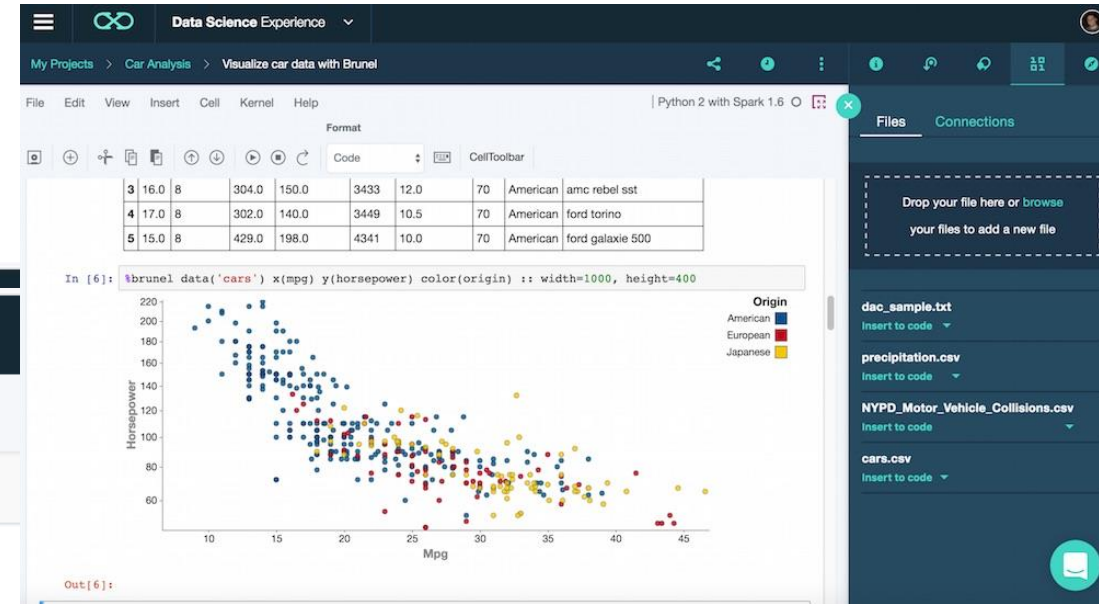 Data Science Experience
My Projects > Car Analysis > Visualize car data with Brunel
File Edit View Insert Cell Kernel Help
Python 2 with Spark 1.6
Format
Code CellToolbar
3 16.0 8 304.0 150.0 3433 12.0 70 American amc rebel sst
4 17.0 8 302.0 140.0 3449 10.5 70 American ford torino
5 15.0 8 429.0 198.0 4341 10.0 70 American ford galaxie 500
In [6]: %brunel data('cars') x(mpg) y(horsepower) color(origin) :: width=1000, height=400
Origin
American
European
Japanese
220
200
180
160
140
120
100
80
60
Horsepower
10 15 20 25 30 35 40 45
Mpg
Out[6]:
Files Connections
Drop your file here or browse
your files to add a new file
dac_sample.txt
Insert to code
precipitation.csv
Insert to code
NYPD_Motor_Vehicle_Collisions.csv
Insert to code
cars.csv
Insert to code